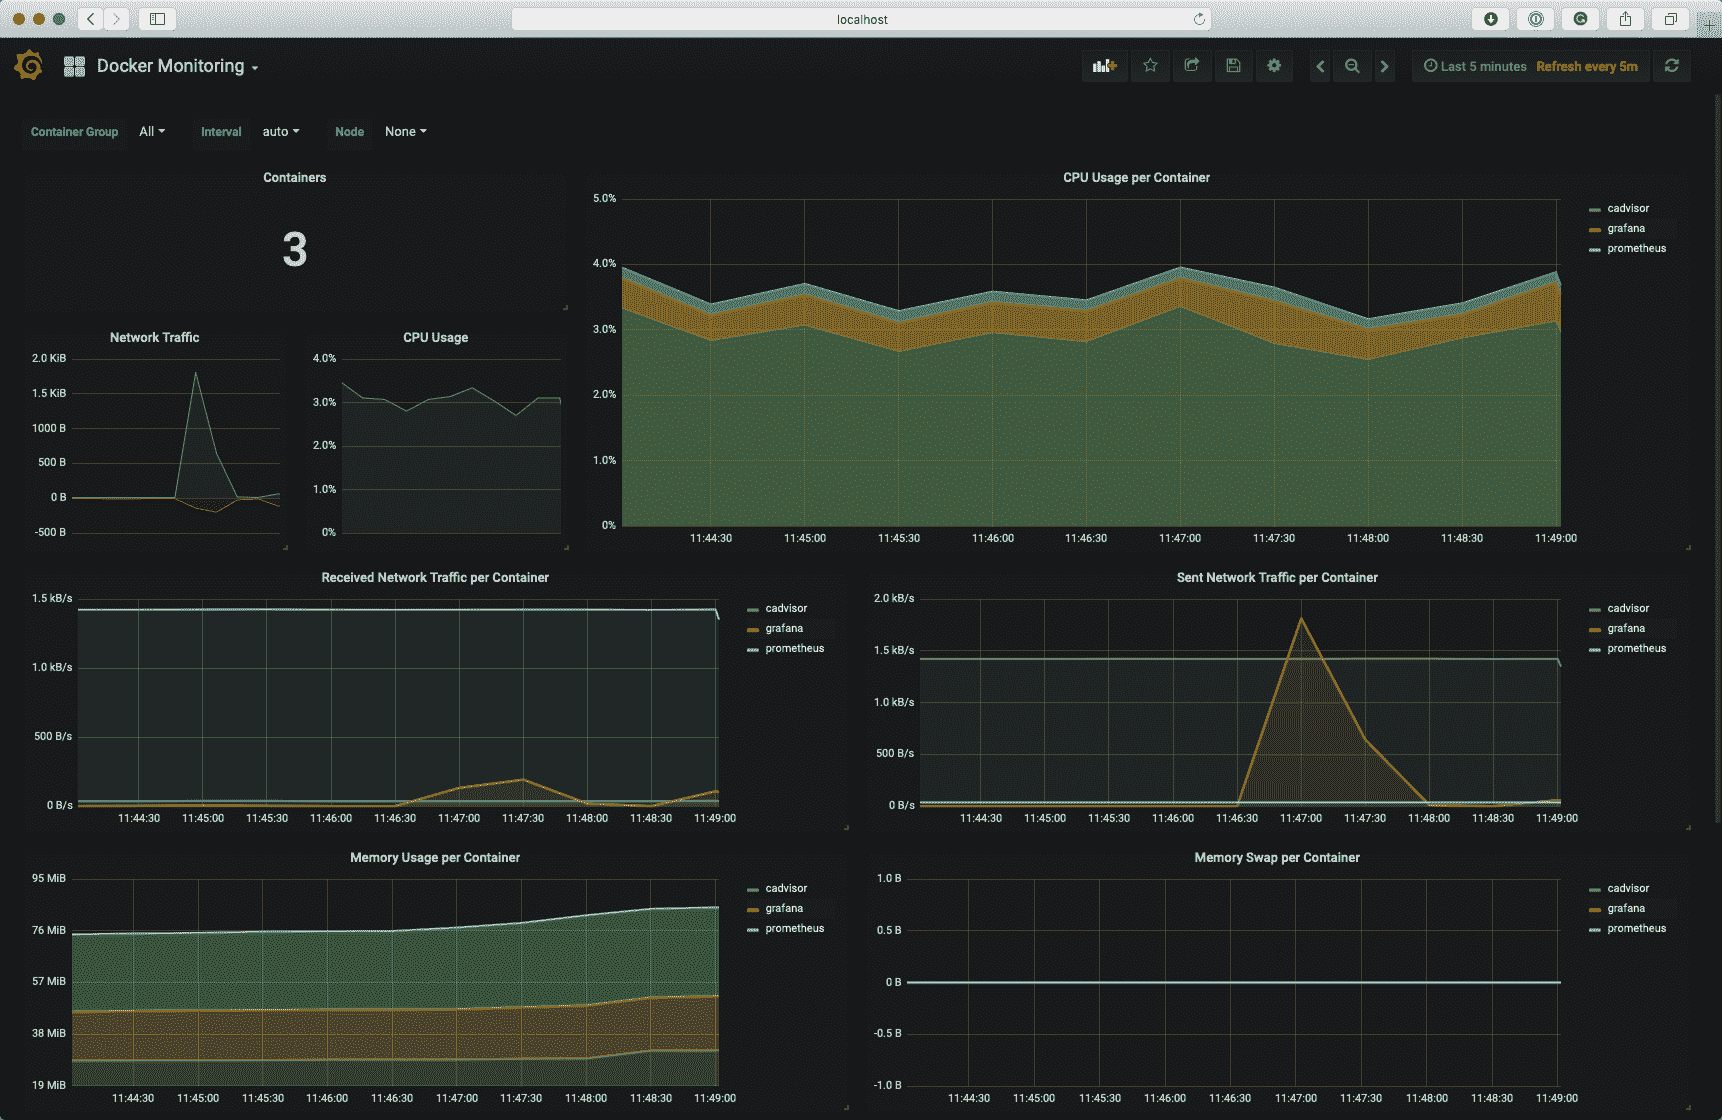 localhost
Docker Monitoring
Last 5 minutes Refresh every 5m
Container Group All Interval auto Node None
Containers
3
Network Traffic
2.0 KiB
1.5 KiB
1000 B
500 B
0 B
-500 B
CPU Usage
4.0%
3.0%
2.0%
1.0%
0%
CPU Usage per Container
5.0%
4.0%
3.0%
2.0%
1.0%
0%
11:44:30 11:45:00 11:45:30 11:46:00 11:46:30 11:47:00 11:47:30 11:48:00 11:48:30 11:49:00
cadvisor
grafana
prometheus
Received Network Traffic per Container
1.5 kB/s
1.0 kB/s
500 B/s
0 B/s
11:44:30 11:45:00 11:45:30 11:46:00 11:46:30 11:47:00 11:47:30 11:48:00 11:48:30 11:49:00
cadvisor
grafana
prometheus
Sent Network Traffic per Container
2.0 kB/s
1.5 kB/s
1.0 kB/s
500 B/s
0 B/s
11:44:30 11:45:00 11:45:30 11:46:00 11:46:30 11:47:00 11:47:30 11:48:00 11:48:30 11:49:00
cadvisor
grafana
prometheus
Memory Usage per Container
95 MiB
76 MiB
57 MiB
38 MiB
19 MiB
11:44:30 11:45:00 11:45:30 11:46:00 11:46:30 11:47:00 11:47:30 11:48:00 11:48:30 11:49:00
cadvisor
grafana
prometheus
Memory Swap per Container
1.0 B
0.5 B
0 B
-0.5 B
-1.0 B
11:44:30 11:45:00 11:45:30 11:46:00 11:46:30 11:47:00 11:47:30 11:48:00 11:48:30 11:49:00
cadvisor
grafana
prometheus